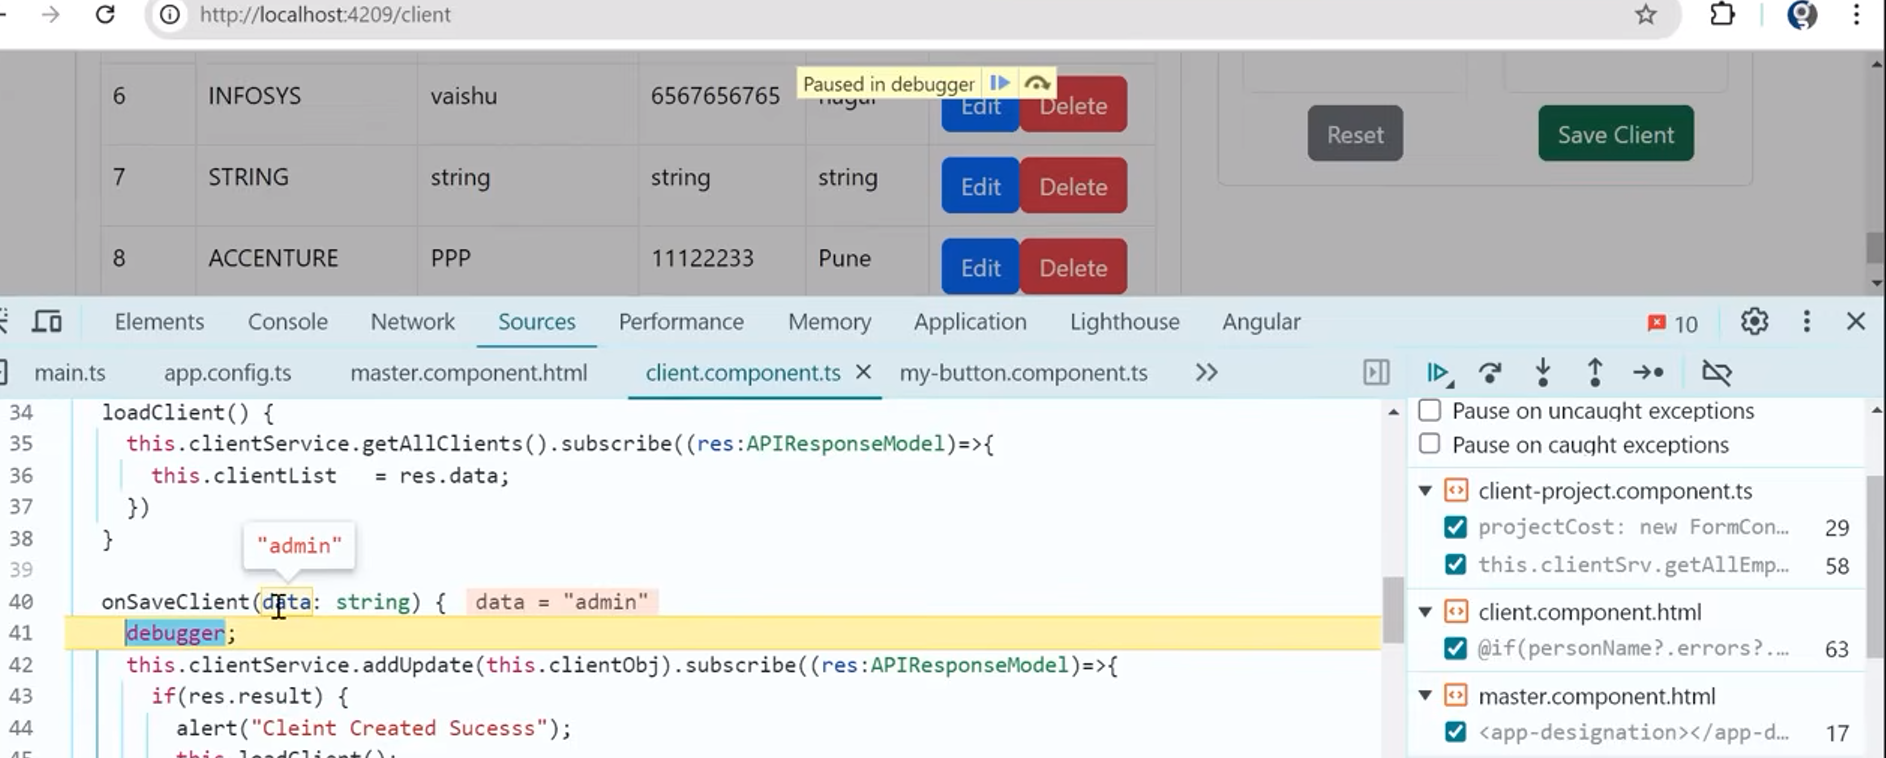 http://localhost:4209/client
Paused in debugger
6 INFOSYS vaishu 6567656765 nagar Edit Delete
Reset Save Client
7 STRING string string string Edit Delete
8 ACCENTURE PPP 11122233 Pune Edit Delete
Elements Console Network Sources Performance Memory Application Lighthouse Angular 10
main.ts app.config.ts master.component.html client.component.ts my-button.component.ts
34 loadClient() {
35 this.clientService.getAllClients().subscribe((res:APIResponseModel)=>{
36 this.clientList = res.data;
37 })
38 }
"admin"
39
40 onSaveClient(data: string) { data = "admin"
41 debugger;
42 this.clientService.addUpdate(this.clientObj).subscribe((res:APIResponseModel)=>{
43 if(res.result) {
44 alert("Cleint Created Sucesss");
45 this.loadClient();
Pause on uncaught exceptions
Pause on caught exceptions
client-project.component.ts
projectCost: new FormCon… 29
this.clientSrv.getAllEmp… 58
client.component.html
@if(personName?.errors?.… 63
master.component.html
<app-designation></app-d… 17